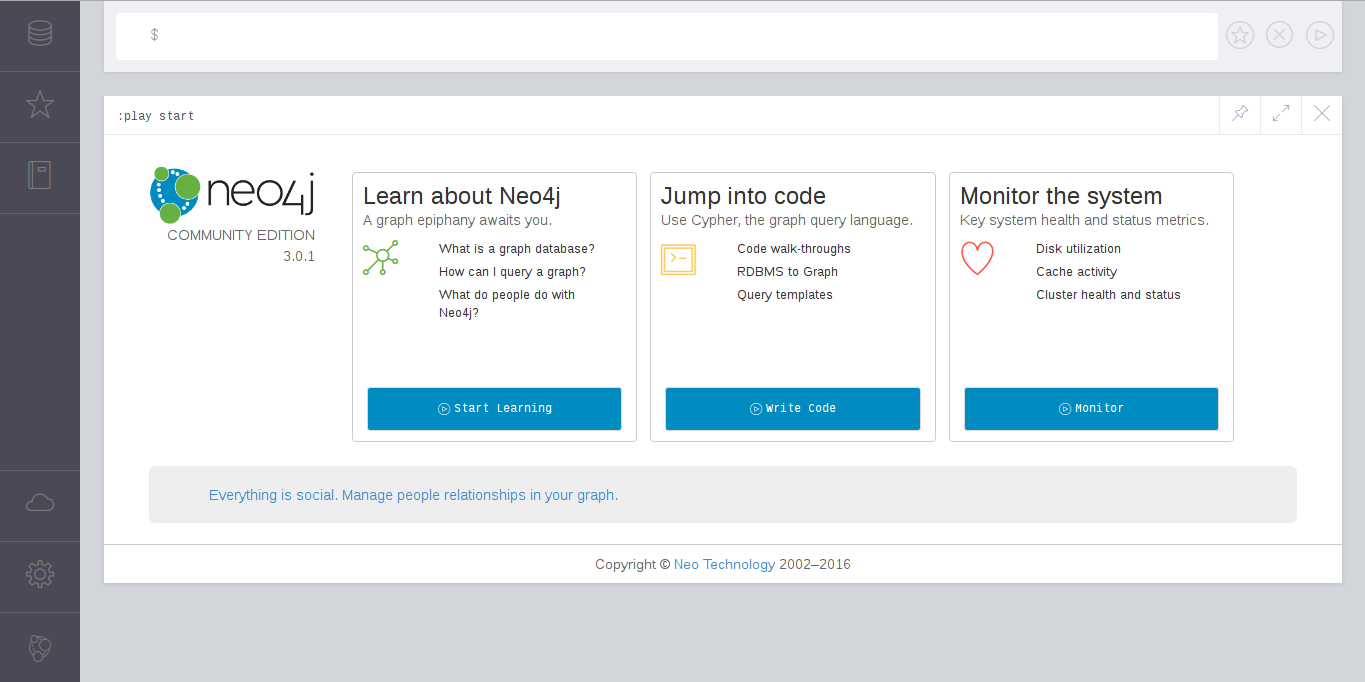 $
:play start
neo4j
COMMUNITY EDITION
3.0.1
Learn about Neo4j
A graph epiphany awaits you.
What is a graph database?
How can I query a graph?
What do people do with
Neo4j?
Start Learning
Jump into code
Use Cypher, the graph query language.
Code walk-throughs
RDBMS to Graph
Query templates
Write Code
Monitor the system
Key system health and status metrics.
Disk utilization
Cache activity
Cluster health and status
Monitor
Everything is social. Manage people relationships in your graph.
Copyright © Neo Technology 2002–2016